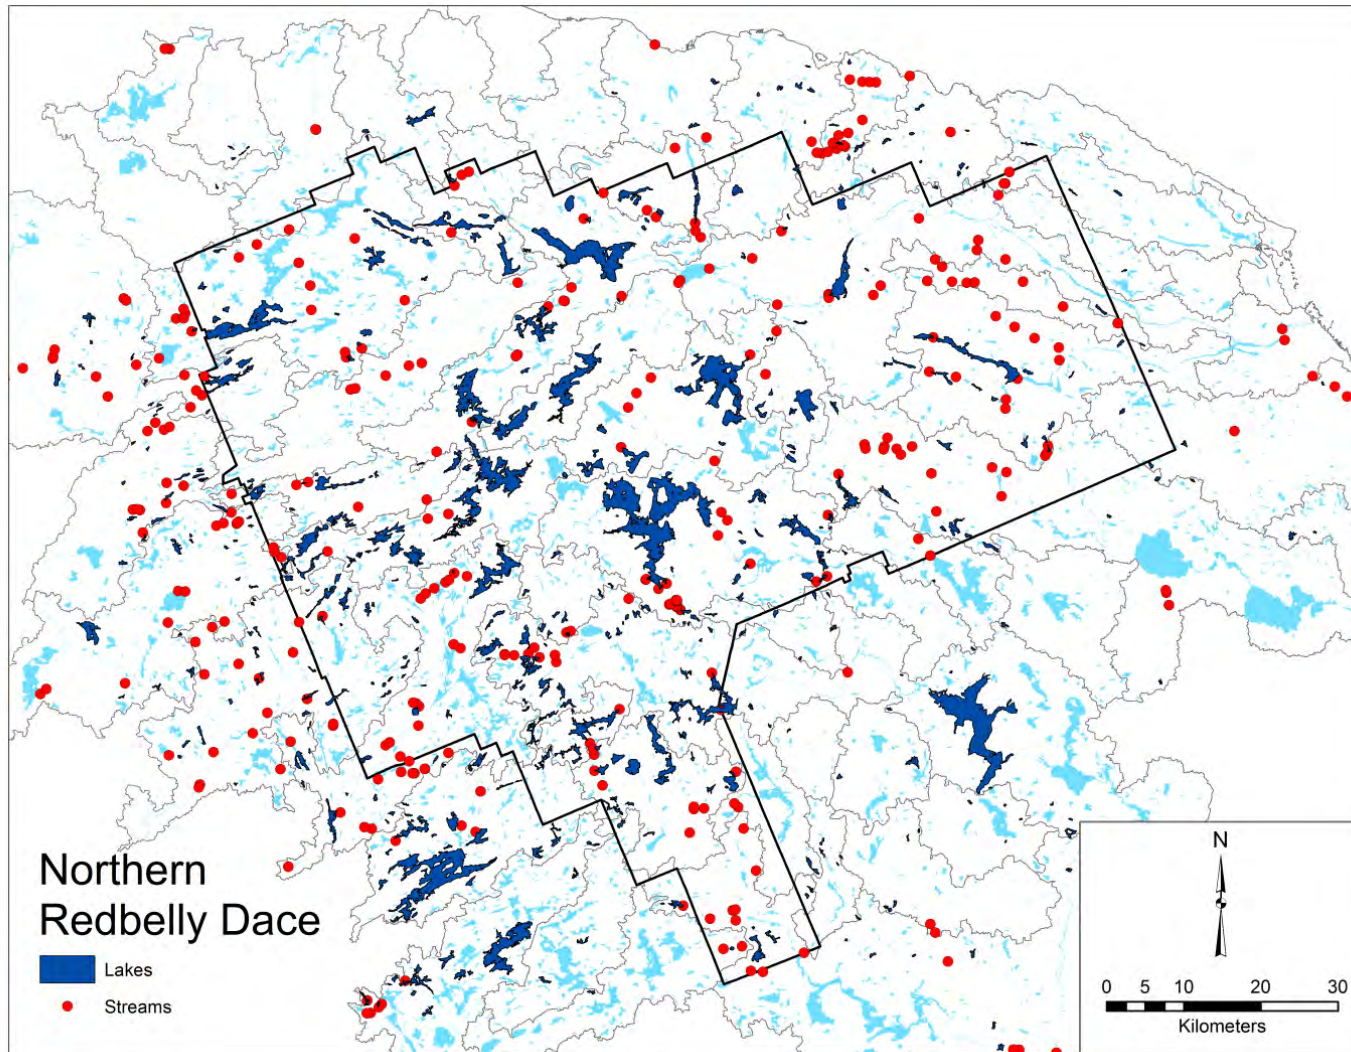 Northern
Redbelly Dace
Lakes
Streams
N
0 5 10 20 30
Kilometers